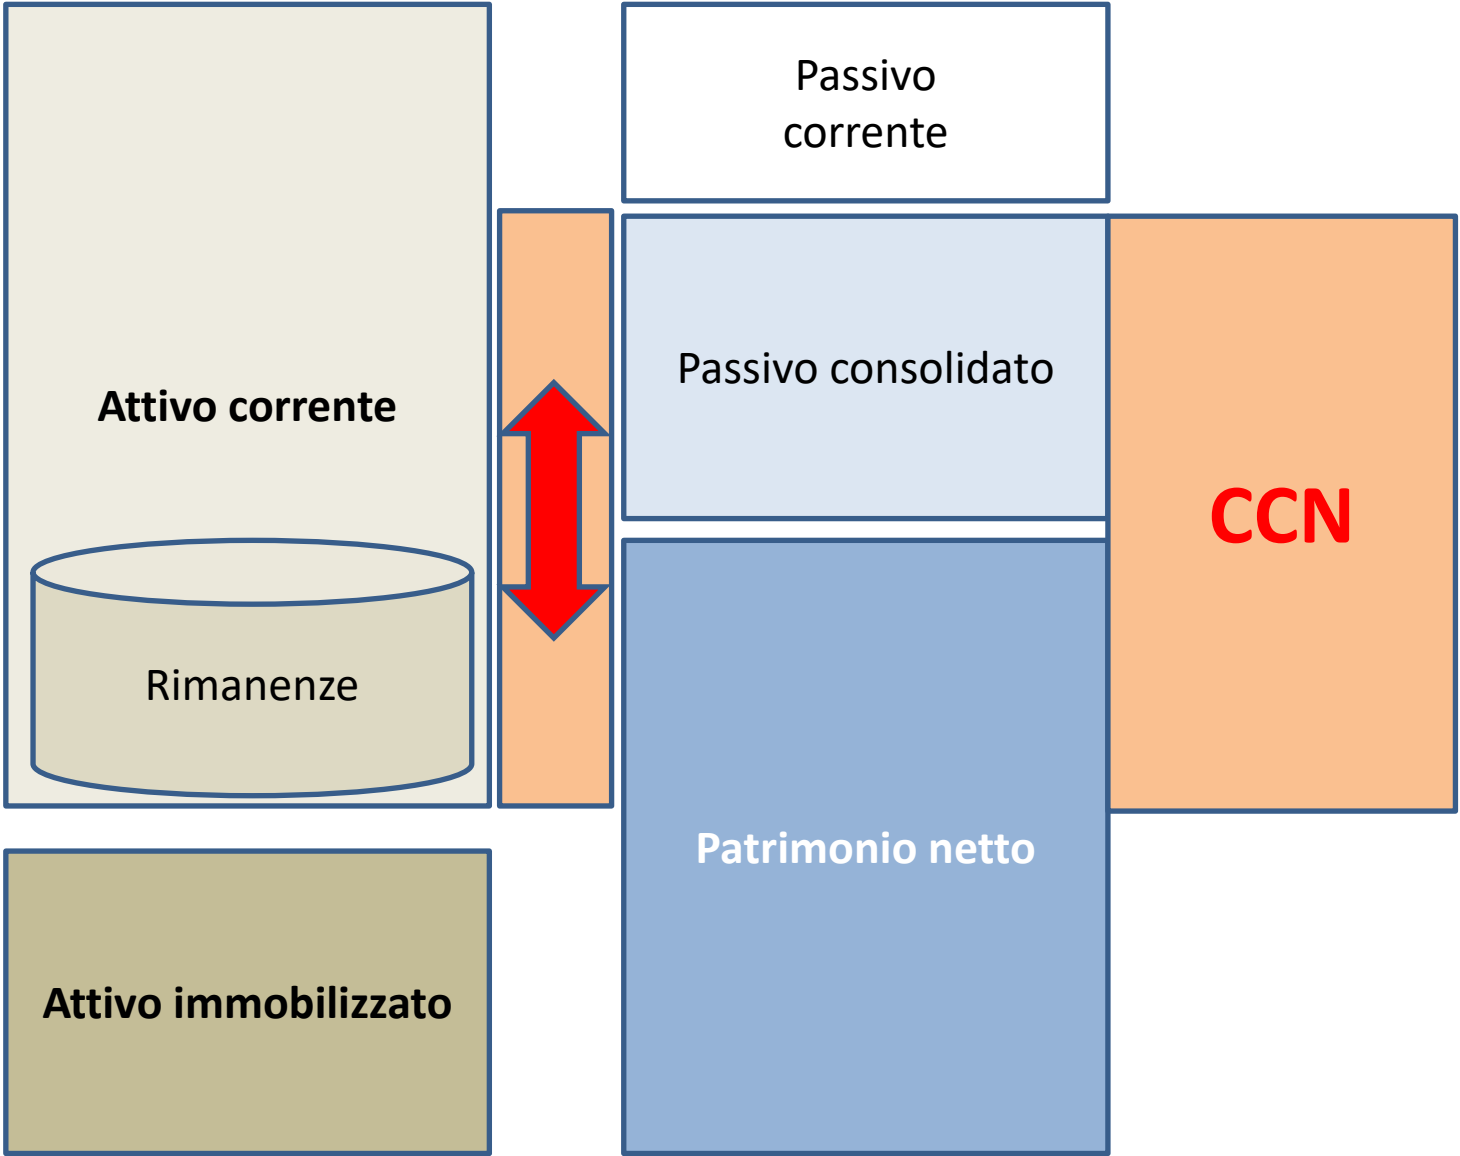 Passivo
corrente
Attivo corrente
Passivo consolidato
CCN
Rimanenze
Patrimonio netto
Attivo immobilizzato